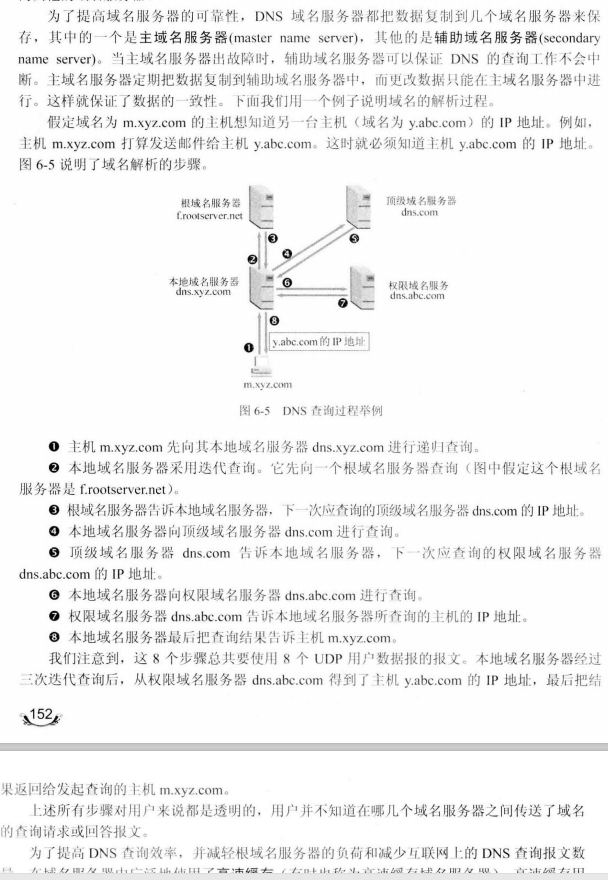 为了提高域名服务器的可靠性，DNS 域名服务器都把数据复制到几个域名服务器来保
存，其中的一个是主域名服务器(master name server)，其他的是辅助域名服务器(secondary
name server)。当主域名服务器出故障时，辅助域名服务器可以保证 DNS 的查询工作不会中
断。主域名服务器定期把数据复制到辅助域名服务器中，而更改数据只能在主域名服务器中进
行。这样就保证了数据的一致性。下面我们用一个例子说明域名的解析过程。
假定域名为 m.xyz.com 的主机想知道另一台主机（域名为 y.abc.com）的 IP 地址。例如，
主机 m.xyz.com 打算发送邮件给主机 y.abc.com。这时就必须知道主机 y.abc.com 的 IP 地址。
图 6-5 说明了域名解析的步骤。
根域名服务器
f.rootserver.net
顶级域名服务器
dns.com
❸
❹
❺
❷
本地域名服务器
dns.xyz.com
❻
❼
权限域名服务
dns.abc.com
❽
❶
y.abc.com的 IP 地址
m.xyz.com
图 6-5 DNS 查询过程举例
❶ 主机 m.xyz.com 先向其本地域名服务器 dns.xyz.com 进行递归查询。
❷ 本地域名服务器采用迭代查询。它先向一个根域名服务器查询（图中假定这个根域名
服务器是 f.rootserver.net）。
❸ 根域名服务器告诉本地域名服务器，下一次应查询的顶级域名服务器 dns.com 的 IP 地址。
❹ 本地域名服务器向顶级域名服务器 dns.com 进行查询。
❺ 顶级域名服务器 dns.com 告诉本地域名服务器，下一次应查询的权限域名服务器
dns.abc.com 的 IP 地址。
❻ 本地域名服务器向权限域名服务器 dns.abc.com 进行查询。
❼ 权限域名服务器 dns.abc.com 告诉本地域名服务器所查询的主机的 IP 地址。
❽ 本地域名服务器最后把查询结果告诉主机 m.xyz.com。
我们注意到，这 8 个步骤总共要使用 8 个 UDP 用户数据报的报文。本地域名服务器经过
三次迭代查询后，从权限域名服务器 dns.abc.com 得到了主机 y.abc.com 的 IP 地址，最后把结
152
果返回给发起查询的主机 m.xyz.com。
上述所有步骤对用户来说都是透明的，用户并不知道在哪几个域名服务器之间传送了域名
的查询请求或回答报文。
为了提高 DNS 查询效率，并减轻根域名服务器的负荷和减少互联网上的 DNS 查询报文数